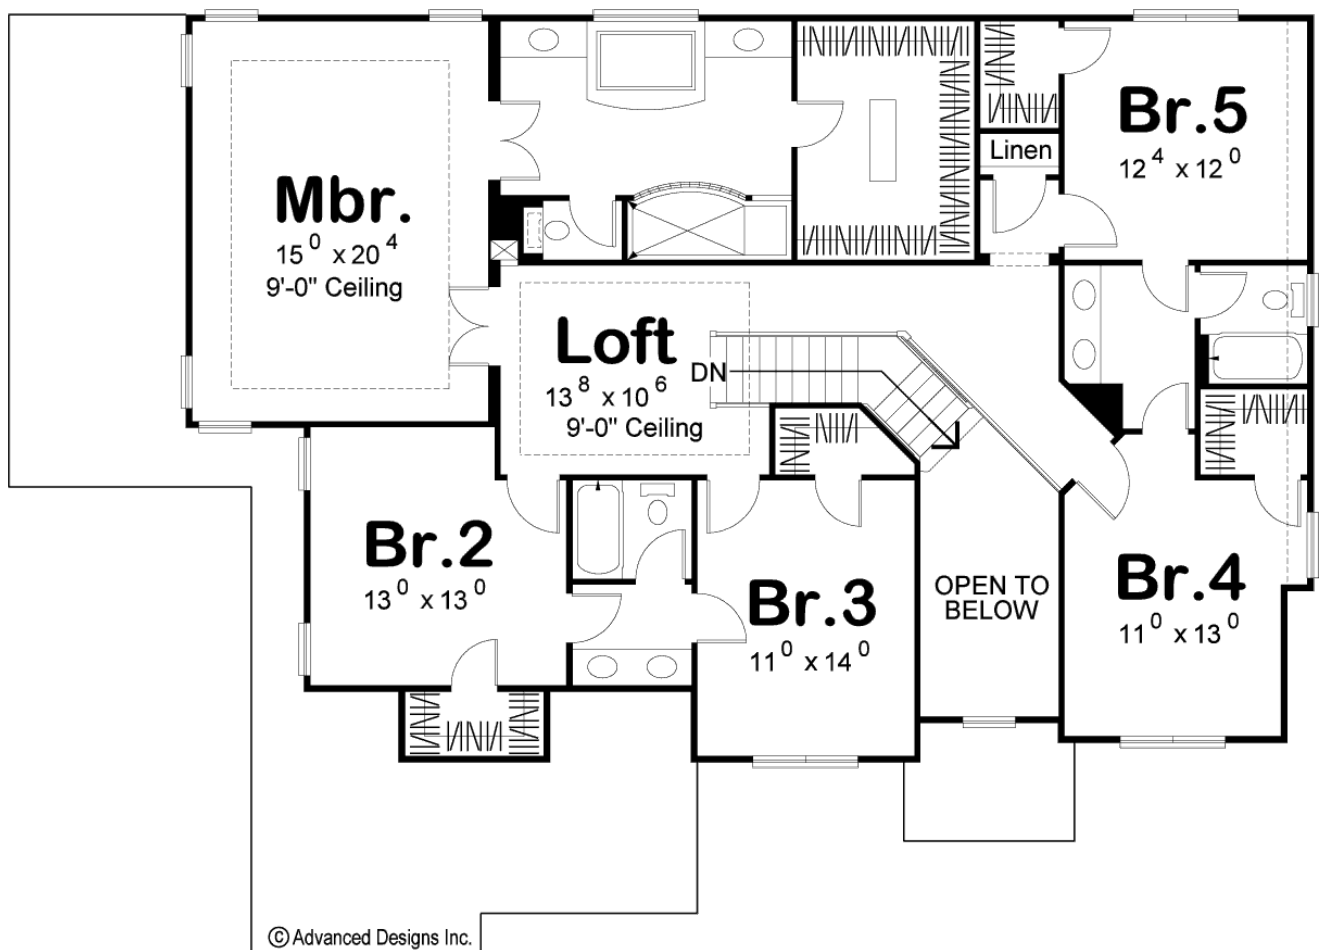 Mbr.
15⁰ x 20⁴
9'-0" Ceiling
Linen
Br.5
12⁴ x 12⁰
Loft
13⁸ x 10⁶
9'-0" Ceiling
DN
Br.2
13⁰ x 13⁰
Br.3
11⁰ x 14⁰
OPEN TO
BELOW
Br.4
11⁰ x 13⁰
© Advanced Designs Inc.